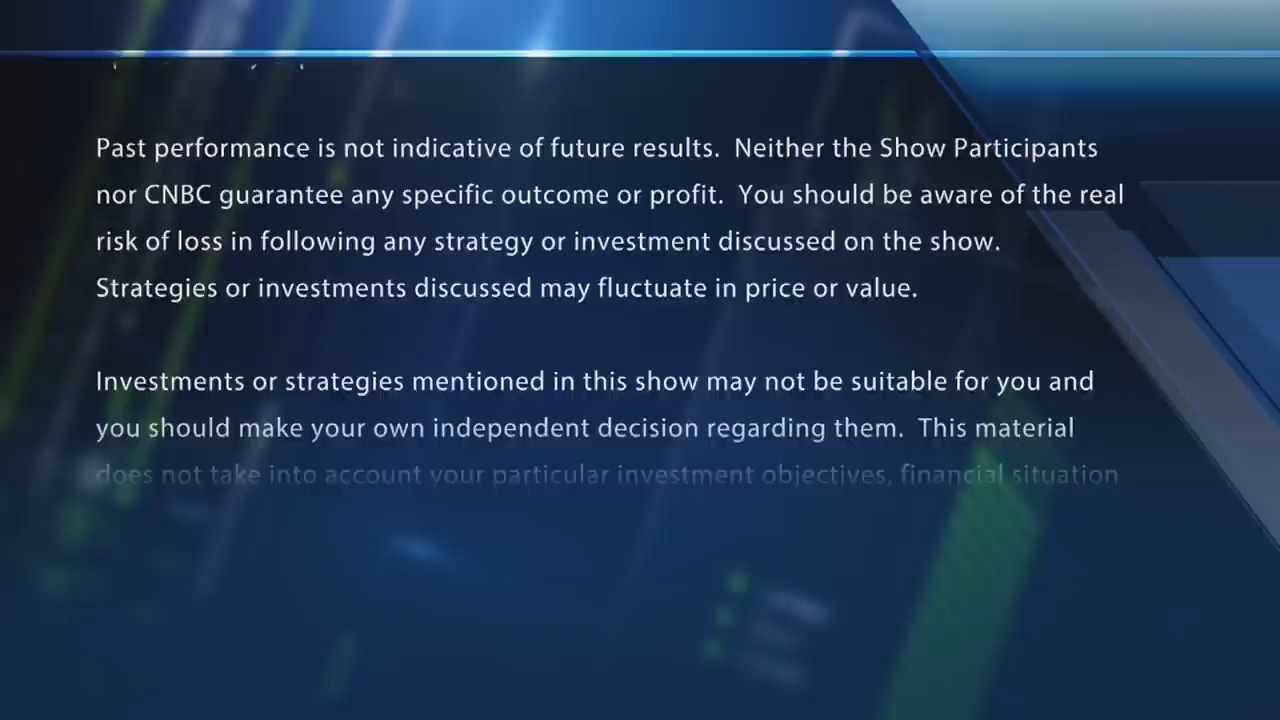 Past performance is not indicative of future results.  Neither the Show Participants
nor CNBC guarantee any specific outcome or profit.  You should be aware of the real
risk of loss in following any strategy or investment discussed on the show.
Strategies or investments discussed may fluctuate in price or value.
Investments or strategies mentioned in this show may not be suitable for you and
you should make your own independent decision regarding them.  This material
does not take into account your particular investment objectives, financial situation